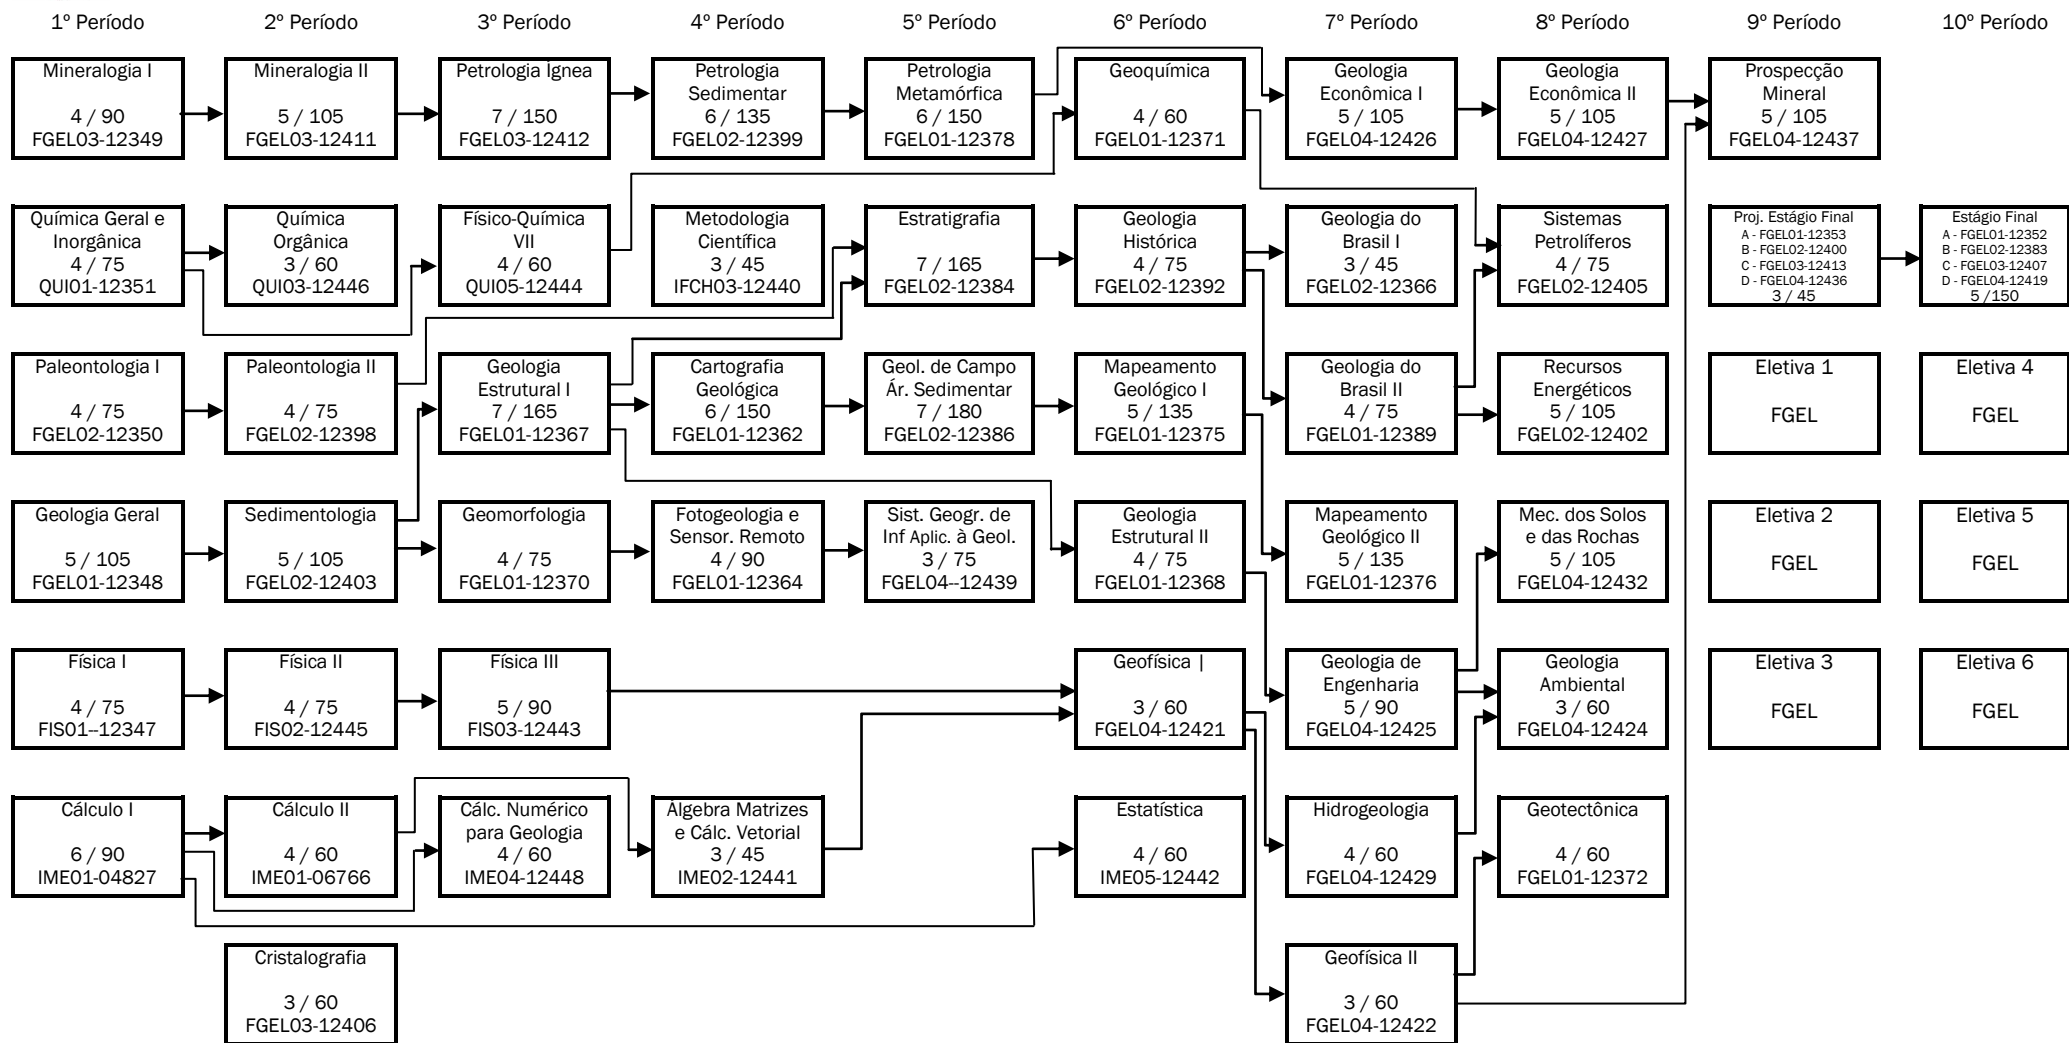 1º Período
2º Período
3º Período
4º Período
5º Período
6º Período
7º Período
8º Período
9º Período
10º Período
Mineralogia I
4 / 90
FGEL03-12349
Mineralogia II
5 / 105
FGEL03-12411
Petrologia Ígnea
7 / 150
FGEL03-12412
Petrologia
Sedimentar
6 / 135
FGEL02-12399
Petrologia
Metamórfica
6 / 150
FGEL01-12378
Geoquímica
4 / 60
FGEL01-12371
Geologia
Econômica I
5 / 105
FGEL04-12426
Geologia
Econômica II
5 / 105
FGEL04-12427
Prospecção
Mineral
5 / 105
FGEL04-12437
Química Geral e
Inorgânica
4 / 75
QUI01-12351
Química
Orgânica
3 / 60
QUI03-12446
Físico-Química
VII
4 / 60
QUI05-12444
Metodologia
Científica
3 / 45
IFCH03-12440
Estratigrafia
7 / 165
FGEL02-12384
Geologia
Histórica
4 / 75
FGEL02-12392
Geologia do
Brasil I
3 / 45
FGEL02-12366
Sistemas
Petrolíferos
4 / 75
FGEL02-12405
Proj. Estágio Final
A - FGEL01-12353
B - FGEL02-12400
C - FGEL03-12413
D - FGEL04-12436
3 / 45
Estágio Final
A - FGEL01-12352
B - FGEL02-12383
C - FGEL03-12407
D - FGEL04-12419
5 /150
Paleontologia I
4 / 75
FGEL02-12350
Paleontologia II
4 / 75
FGEL02-12398
Geologia
Estrutural I
7 / 165
FGEL01-12367
Cartografia
Geológica
6 / 150
FGEL01-12362
Geol. de Campo
Ár. Sedimentar
7 / 180
FGEL02-12386
Mapeamento
Geológico I
5 / 135
FGEL01-12375
Geologia do
Brasil II
4 / 75
FGEL01-12389
Recursos
Energéticos
5 / 105
FGEL02-12402
Eletiva 1
FGEL
Eletiva 4
FGEL
Geologia Geral
5 / 105
FGEL01-12348
Sedimentologia
5 / 105
FGEL02-12403
Geomorfologia
4 / 75
FGEL01-12370
Fotogeologia e
Sensor. Remoto
4 / 90
FGEL01-12364
Sist. Geogr. de
Inf Aplic. à Geol.
3 / 75
FGEL04--12439
Geologia
Estrutural II
4 / 75
FGEL01-12368
Mapeamento
Geológico II
5 / 135
FGEL01-12376
Mec. dos Solos
e das Rochas
5 / 105
FGEL04-12432
Eletiva 2
FGEL
Eletiva 5
FGEL
Física I
4 / 75
FIS01--12347
Física II
4 / 75
FIS02-12445
Física III
5 / 90
FIS03-12443
Geofísica |
3 / 60
FGEL04-12421
Geologia de
Engenharia
5 / 90
FGEL04-12425
Geologia
Ambiental
3 / 60
FGEL04-12424
Eletiva 3
FGEL
Eletiva 6
FGEL
Cálculo I
6 / 90
IME01-04827
Cálculo II
4 / 60
IME01-06766
Cálc. Numérico
para Geologia
4 / 60
IME04-12448
Álgebra Matrizes
e Cálc. Vetorial
3 / 45
IME02-12441
Estatística
4 / 60
IME05-12442
Hidrogeologia
4 / 60
FGEL04-12429
Geotectônica
4 / 60
FGEL01-12372
Cristalografia
3 / 60
FGEL03-12406
Geofísica II
3 / 60
FGEL04-12422